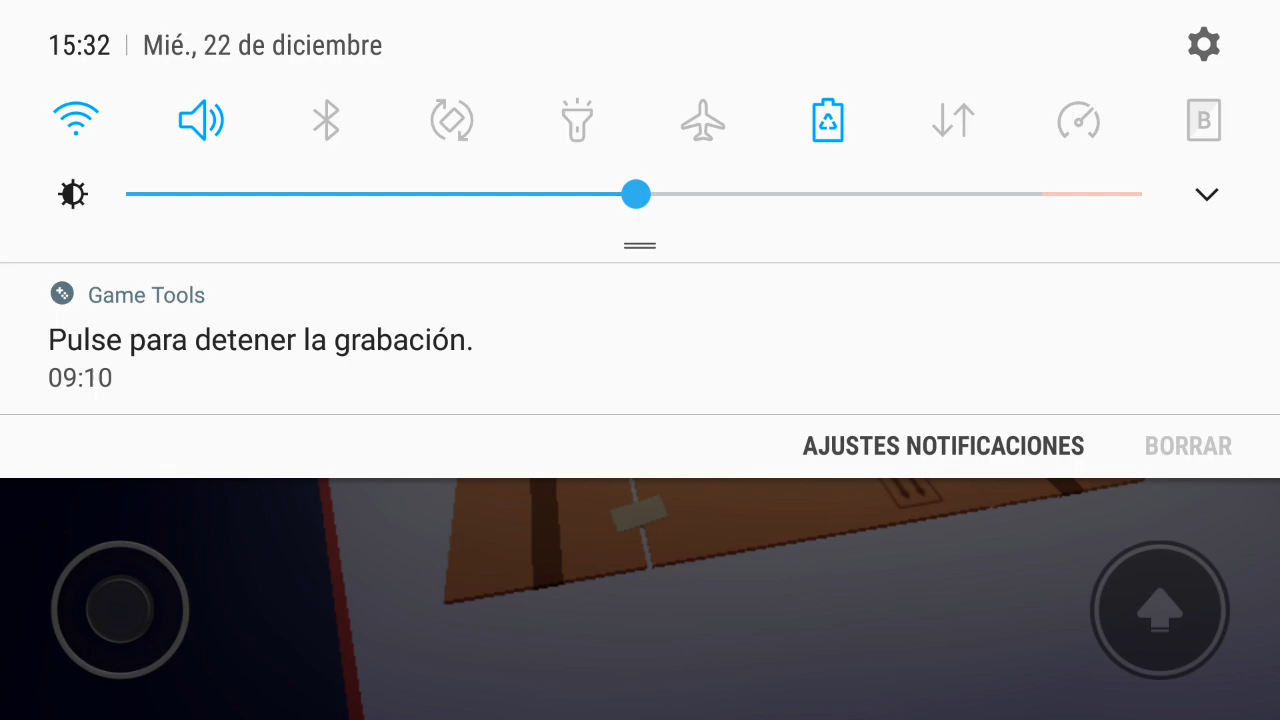 15:32 | Mié., 22 de diciembre
B
Game Tools
Pulse para detener la grabación.
09:10
AJUSTES NOTIFICACIONES BORRAR